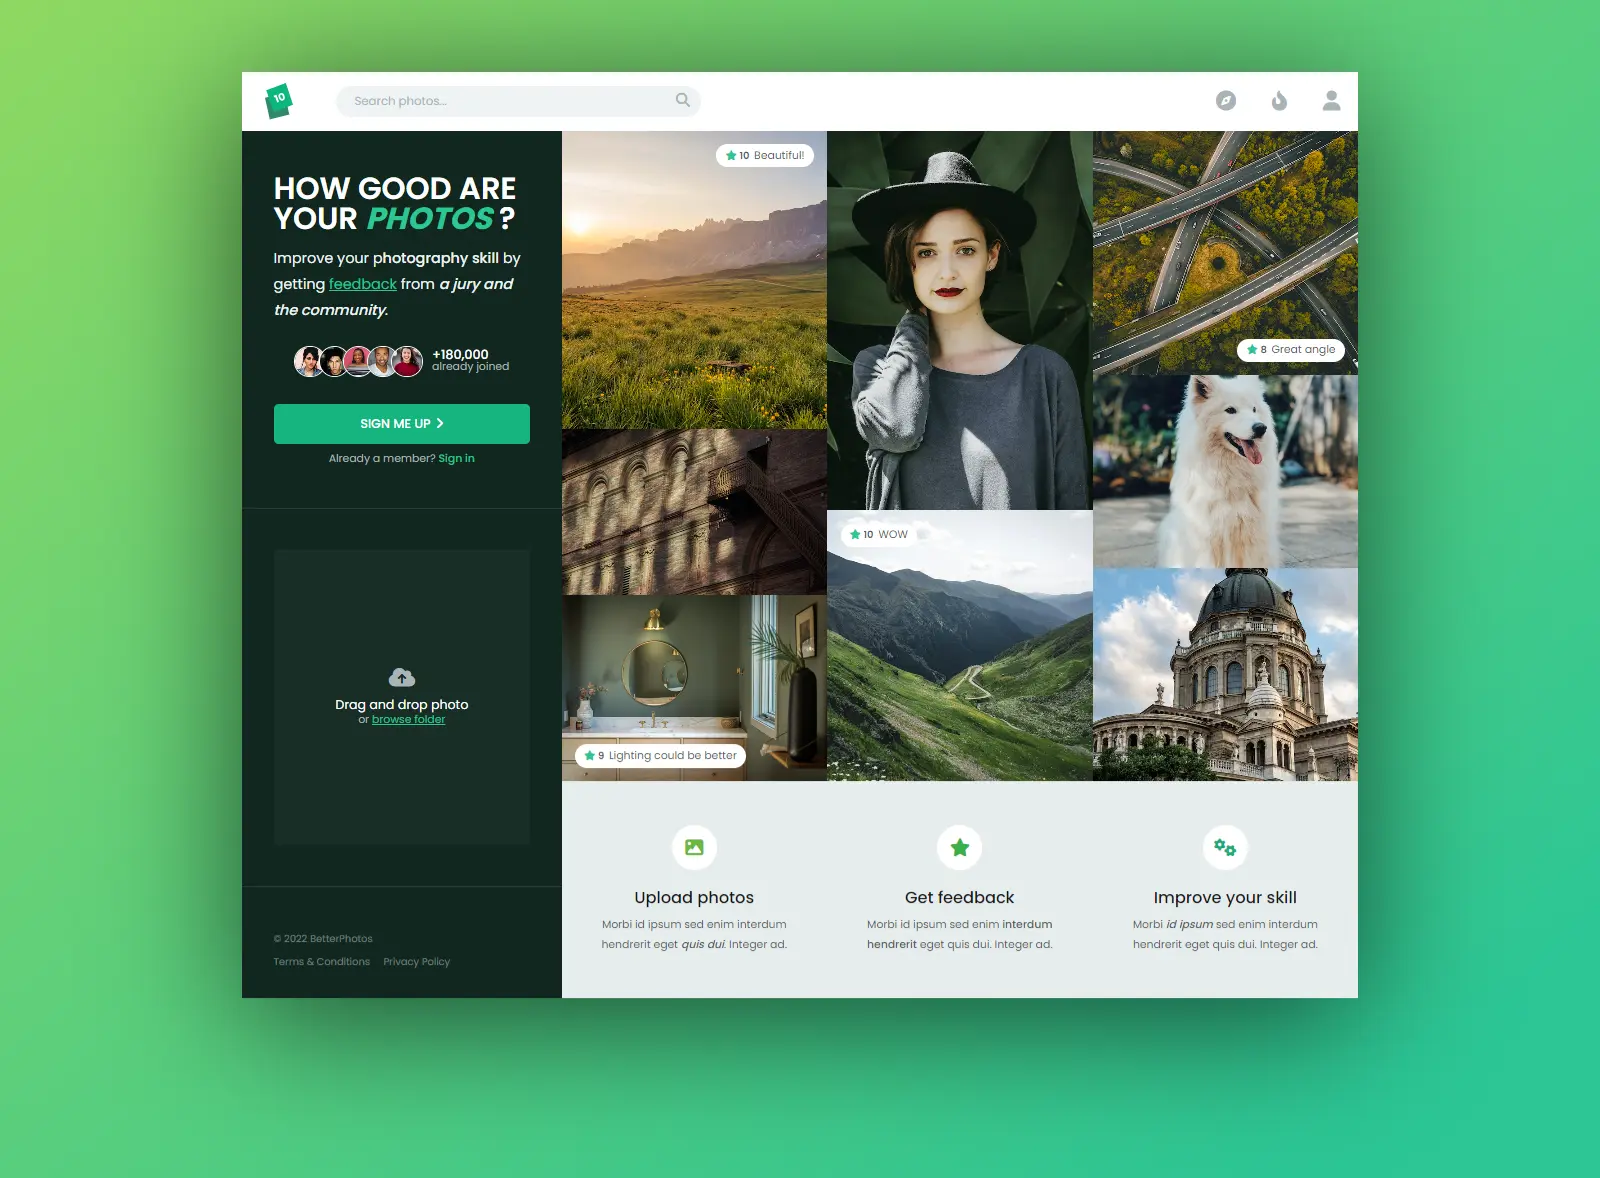 10
Search photos...
HOW GOOD ARE
YOUR PHOTOS ?
Improve your photography skill by
getting feedback from a jury and
the community.
+180,000
already joined
SIGN ME UP
Already a member? Sign in
Drag and drop photo
or browse folder
© 2022 BetterPhotos
Terms & Conditions Privacy Policy
10 Beautiful!
8 Great angle
10 WOW
9 Lighting could be better
Upload photos
Morbi id ipsum sed enim interdum
hendrerit eget quis dui. Integer ad.
Get feedback
Morbi id ipsum sed enim interdum
hendrerit eget quis dui. Integer ad.
Improve your skill
Morbi id ipsum sed enim interdum
hendrerit eget quis dui. Integer ad.